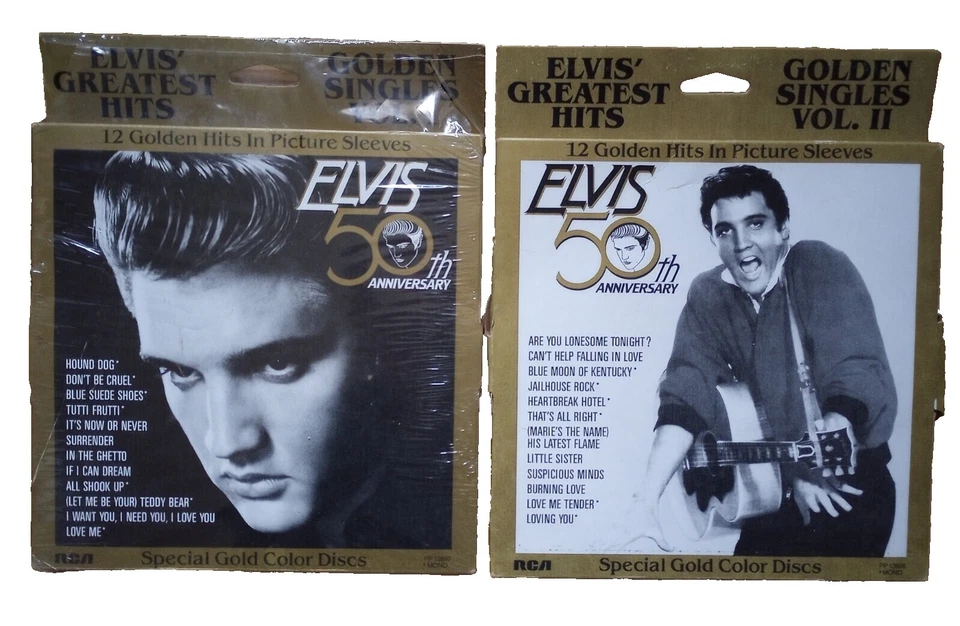 ELVIS'
GREATEST
HITS
GOLDEN
SINGLES
12 Golden Hits In Picture Sleeves
ELVIS
50th
ANNIVERSARY
HOUND DOG*
DON'T BE CRUEL*
BLUE SUEDE SHOES*
TUTTI FRUTTI*
IT'S NOW OR NEVER
SURRENDER
IN THE GHETTO
IF I CAN DREAM
ALL SHOOK UP*
(LET ME BE YOUR) TEDDY BEAR*
I WANT YOU, I NEED YOU, I LOVE YOU
LOVE ME*
RCA
Special Gold Color Discs
*MONO
ELVIS'
GREATEST
HITS
GOLDEN
SINGLES
VOL. II
12 Golden Hits In Picture Sleeves
ELVIS
50th
ANNIVERSARY
ARE YOU LONESOME TONIGHT?
CAN'T HELP FALLING IN LOVE
BLUE MOON OF KENTUCKY*
JAILHOUSE ROCK*
HEARTBREAK HOTEL*
THAT'S ALL RIGHT*
(MARIE'S THE NAME)
HIS LATEST FLAME
LITTLE SISTER
SUSPICIOUS MINDS
BURNING LOVE
LOVE ME TENDER*
LOVING YOU*
RCA
Special Gold Color Discs
*MONO